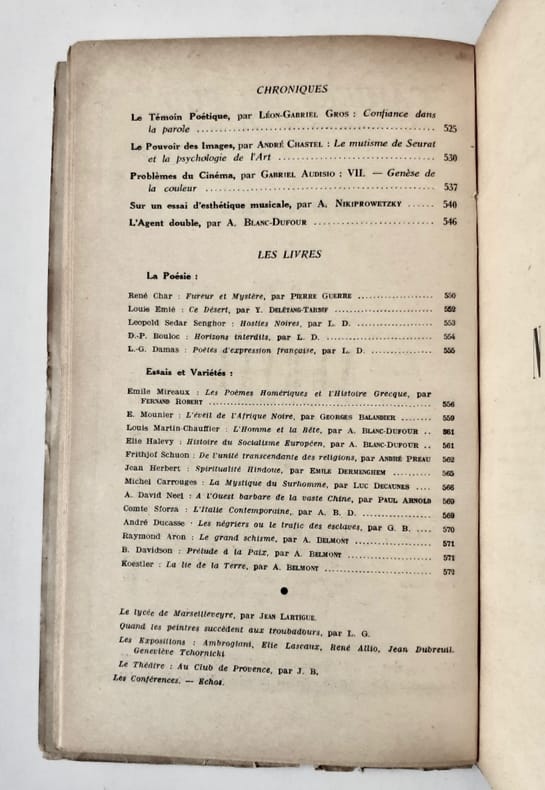 CHRONIQUES
Le Témoin Poétique, par LÉON-GABRIEL GROS : Confiance dans
la parole ........ 525
Le Pouvoir des Images, par ANDRÉ CHASTEL : Le mutisme de Seurat
et la psychologie de l'Art ........ 530
Problèmes du Cinéma, par GABRIEL AUDISIO : VII. — Genèse de
la couleur ........ 537
Sur un essai d'esthétique musicale, par A. NIKIPROWETZKY ...... 540
L'Agent double, par A. BLANC-DUFOUR ........ 546
LES LIVRES
La Poésie :
René Char : Fureur et Mystère, par PIERRE GUERRE ........ 550
Louis Emié : Ce Désert, par Y. DELÉTANG-TARDIF ........ 552
Leopold Sedar Senghor : Hosties Noires, par L. D. ........ 553
D.-P. Bouloc : Horizons interdits, par L. D. ........ 554
L.-G. Damas : Poètes d'expression française, par L. D. ........ 555
Essais et Variétés :
Emile Mireaux : Les Poèmes Homériques et l'Histoire Grecque, par
FERNAND ROBERT ........ 556
E. Mounier : L'éveil de l'Afrique Noire, par GEORGES BALANDIER ........ 559
Louis Martin-Chauffier : L'Homme et la Bête, par A. BLANC-DUFOUR .. 561
Elie Halevy : Histoire du Socialisme Européen, par A. BLANC-DUFOUR .. 561
Frithjof Schuon : De l'unité transcendante des religions, par ANDRÉ PREAU 562
Jean Herbert : Spiritualité Hindoue, par EMILE DERMENGHEM ........ 565
Michel Carrouges : La Mystique du Surhomme, par LUC DECAUNES .... 566
A. David Neel : A l'Ouest barbare de la vaste Chine, par PAUL ARNOLD 569
Comte Sforza : L'Italie Contemporaine, par A. B. D. ........ 569
André Ducasse : Les négriers ou le trafic des esclaves, par G. B. .... 570
Raymond Aron : Le grand schisme, par A. BELMONT ........ 571
B. Davidson : Prélude à la Paix, par A. BELMONT ........ 571
Koestler : La lie de la Terre, par A. BELMONT ........ 572
Le lycée de Marseilleveyre, par JEAN LARTIGUE.
Quand les peintres succèdent aux troubadours, par L. G.
Les Expositions : Ambrogiani, Elie Lascaux, René Allio, Jean Dubreuil.
Geneviève Tchornicki
Le Théâtre : Au Club de Provence, par J. B.
Les Conférences. — Echos.